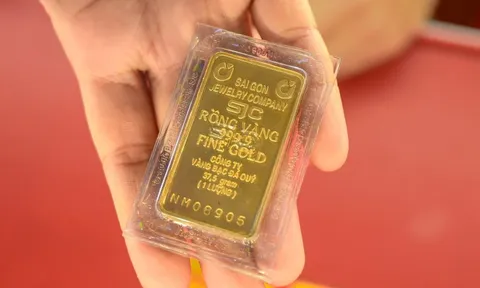 SAIGON
JEWELRY COMPANY
SJC
RỒNG VÀNG
999.9
FINE GOLD
CÔNG TY
VÀNG BẠC ĐÁ QUÝ
37,5 gram
(1 LƯỢNG)
NM06905